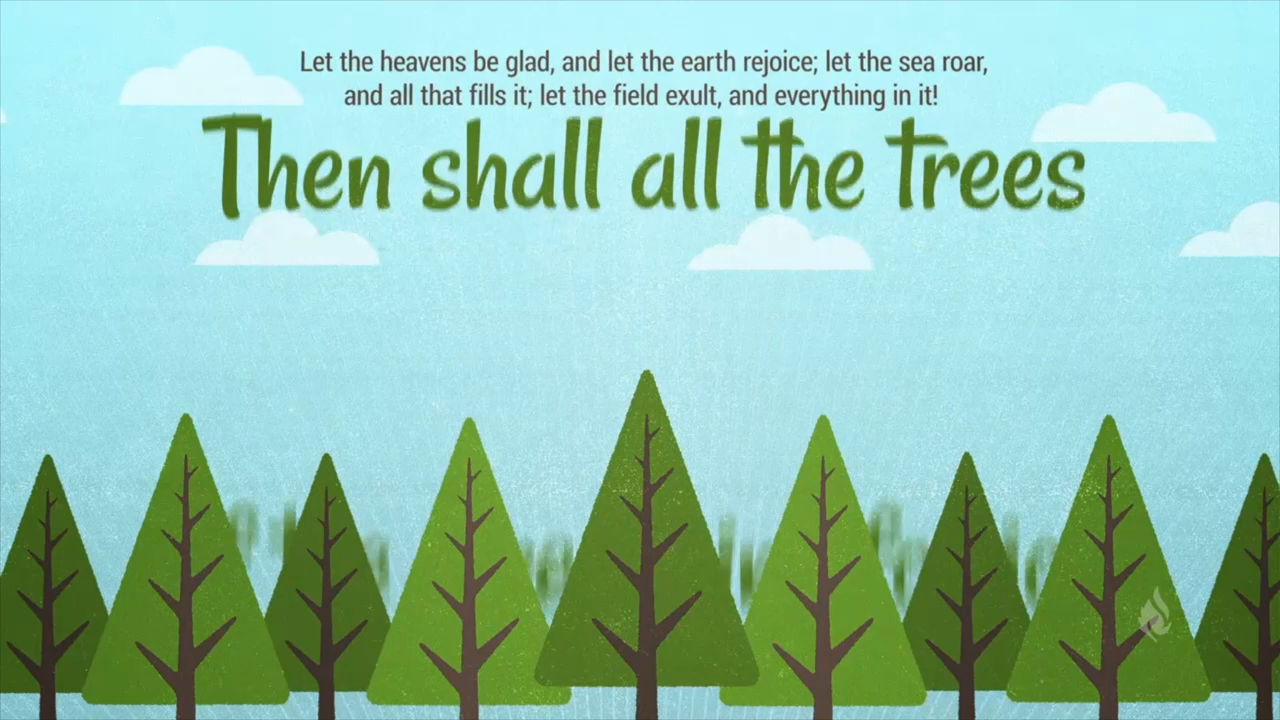 Let the heavens be glad, and let the earth rejoice; let the sea roar,
and all that fills it; let the field exult, and everything in it!
Then shall all the trees